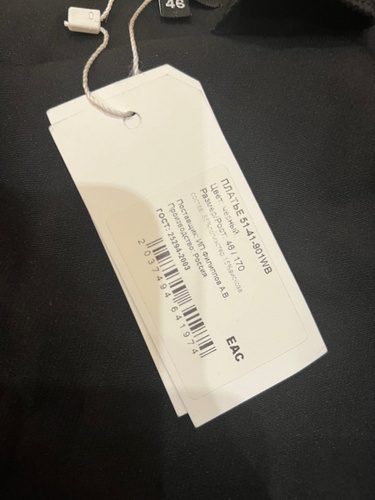 46
ПЛАТЬЕ 51-41-901WB
Цвет: черный
Размер/Рост: 46 / 170
Поставщик: ИП Филиппов А.В
Производство: Россия
ГОСТ: 25294-2003
2037494641974
EAC